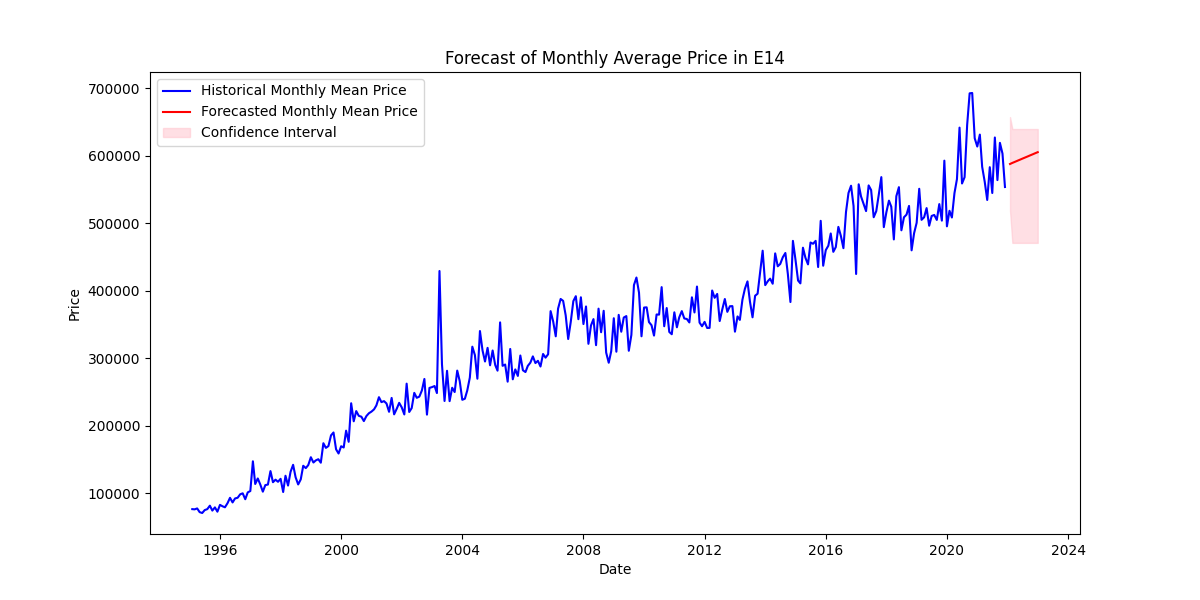 Forecast of Monthly Average Price in E14
Historical Monthly Mean Price
Forecasted Monthly Mean Price
Confidence Interval
Price
700000
600000
500000
400000
300000
200000
100000
1996 2000 2004 2008 2012 2016 2020 2024
Date